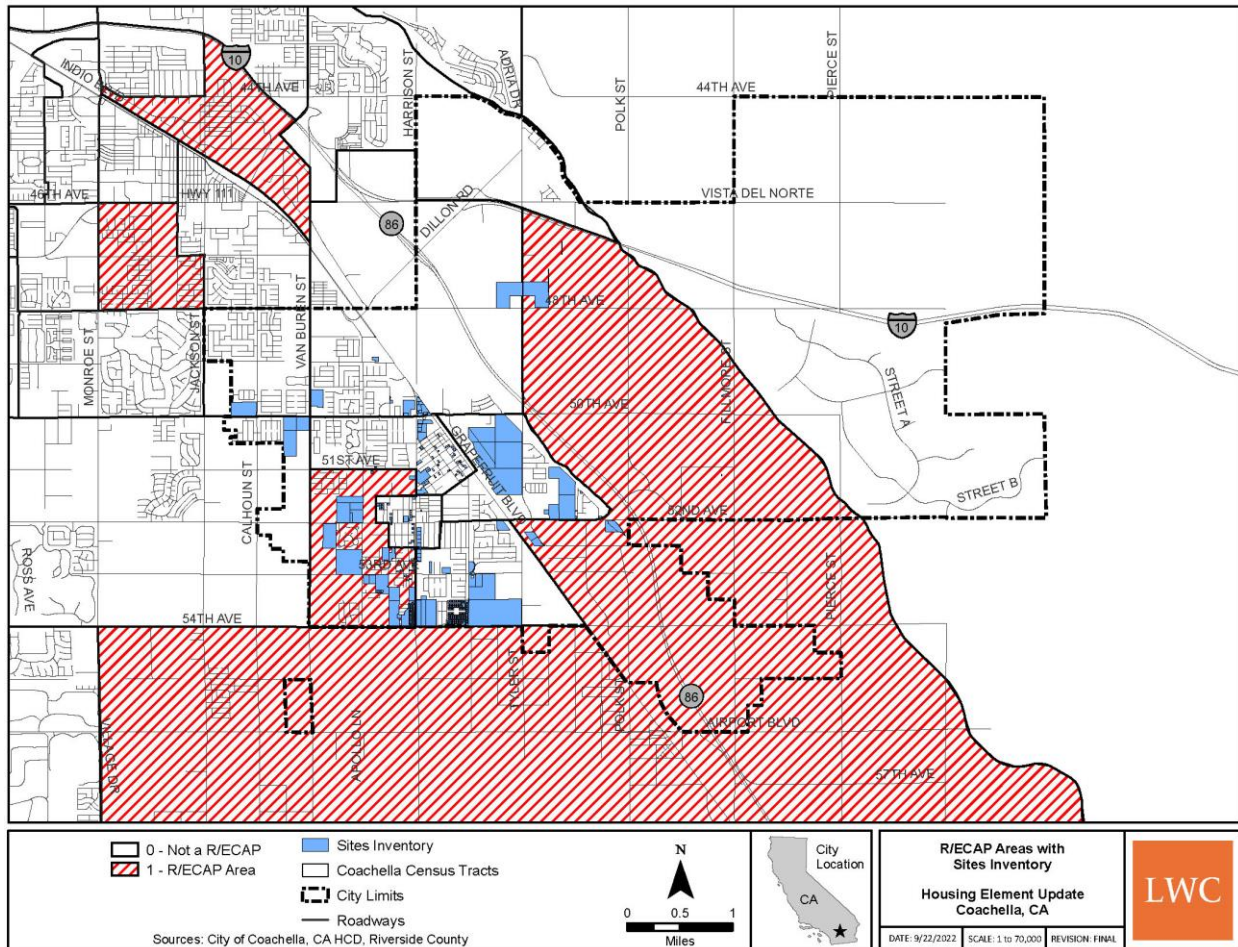 10
INDIO BLVD
44TH AVE
HARRISON ST
ADRIA DR
POLK ST
PIERCE ST
44TH AVE
46TH AVE
HWY 111
86
DILLON RD
VISTA DEL NORTE
48TH AVE
10
MONROE ST
JACKSON ST
VAN BUREN ST
FILLMORE ST
STREET A
50TH AVE
CALHOUN ST
51ST AVE
GRAPEFRUIT BLVD
STREET B
52ND AVE
ROSS AVE
53RD AVE
PIERCE ST
54TH AVE
TYLER ST
POLK ST
86
AIRPORT BLVD
VILLAGE DR
APOLLO LN
57TH AVE
0 - Not a R/ECAP
1 - R/ECAP Area
Sites Inventory
Coachella Census Tracts
City Limits
Roadways
Sources: City of Coachella, CA HCD, Riverside County
N
0 0.5 1
Miles
City
Location
CA
R/ECAP Areas with
Sites Inventory
Housing Element Update
Coachella, CA
DATE: 9/22/2022 SCALE: 1 to 70,000 REVISION: FINAL
LWC